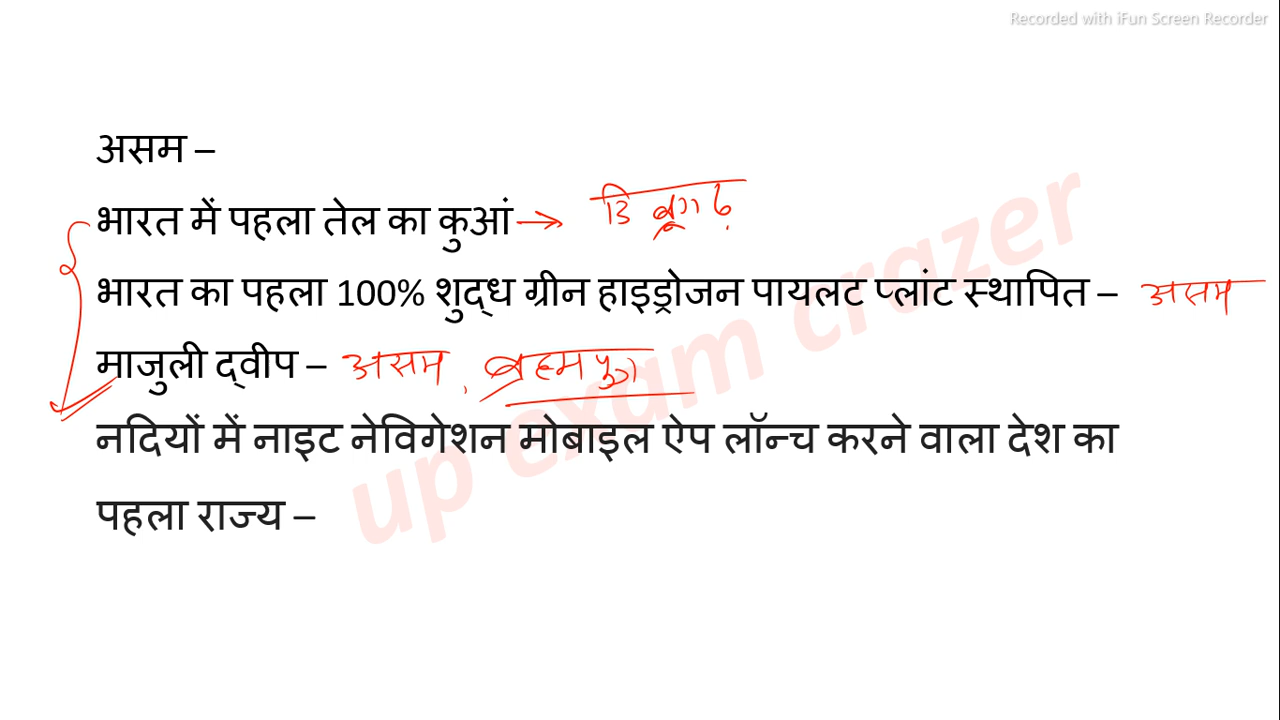 Recorded with iFun Screen Recorder
असम –
भारत में पहला तेल का कुआं → डिब्रूगढ़
भारत का पहला 100% शुद्ध ग्रीन हाइड्रोजन पायलट प्लांट स्थापित – असम
माजुली द्वीप – असम, ब्रह्मपुत्र
नदियों में नाइट नेविगेशन मोबाइल ऐप लॉन्च करने वाला देश का
पहला राज्य –
up exam crazer